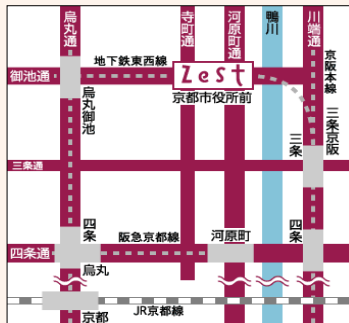 烏丸通
寺町通
河原町通
鴨川
川端通
京阪本線
地下鉄東西線
御池通
Zest
京都市役所前
烏丸御池
三条
三条京阪
三条通
四条
阪急京都線
河原町
四条
四条通
烏丸
京都
JR京都線